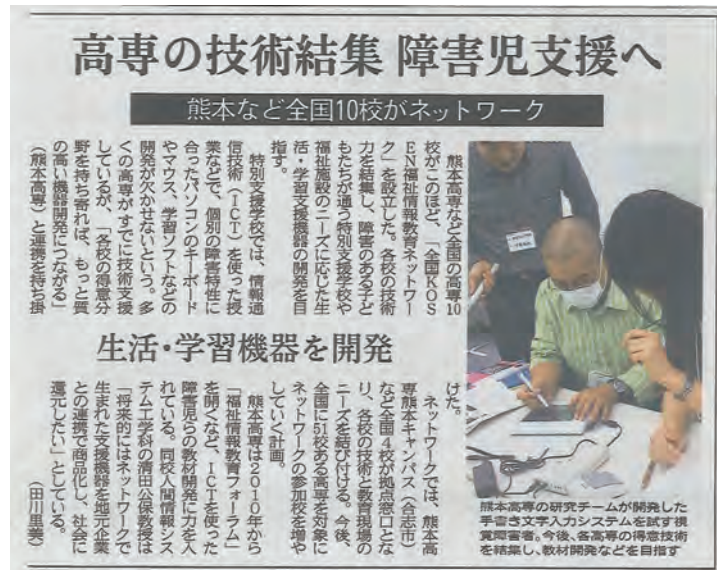 高専の技術結集 障害児支援へ
熊本など全国10校がネットワーク
熊本高専など全国の高専10
校がこのほど、「全国KOS
EN福祉情報教育ネットワー
ク」を設立した。各校の技術
力を結集し、障害のある子ど
もたちが通う特別支援学校や
福祉施設のニーズに応じた生
活・学習支援機器の開発を目
指す。
特別支援学校では、情報通
信技術(ICT)を使った授
業などで、個別の障害特性に
合ったパソコンのキーボード
やマウス、学習ソフトなどの
開発が欠かせないという。多
くの高専がすでに技術支援
しているが、「各校の得意分
野を持ち寄れば、もっと質
の高い機器開発につながる」
(熊本高専)と連携を持ち掛
生活・学習機器を開発
けた。
ネットワークでは、熊本高
専熊本キャンパス(合志市)
など全国4校が拠点窓口とな
り、各校の技術と教育現場の
ニーズを結び付ける。今後、
全国に51校ある高専を対象に
ネットワークの参加校を増や
していく計画。
熊本高専は2010年から
「福祉情報教育フォーラム」
を開くなど、ICTを使った
障害児らの教材開発に力を入
れている。同校人間情報シス
テム工学科の清田公保教授は
「将来的にはネットワークで
生まれた支援機器を地元企業
との連携で商品化し、社会に
還元したい」としている。
(田川里美)
熊本高専の研究チームが開発した
手書き文字入力システムを試す視
覚障害者。今後、各高専の得意技術
を結集し、教材開発などを目指す